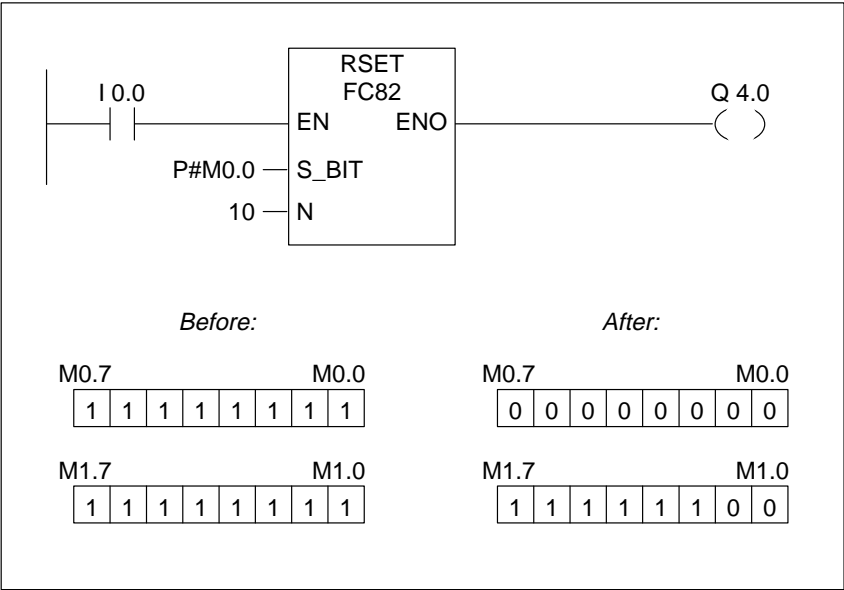 RSET
I 0.0 FC82 Q 4.0
EN ENO
P#M0.0 S_BIT
10 N
Before: After:
M0.7 M0.0 M0.7 M0.0
1 1 1 1 1 1 1 1 0 0 0 0 0 0 0 0
M1.7 M1.0 M1.7 M1.0
1 1 1 1 1 1 1 1 1 1 1 1 1 1 0 0